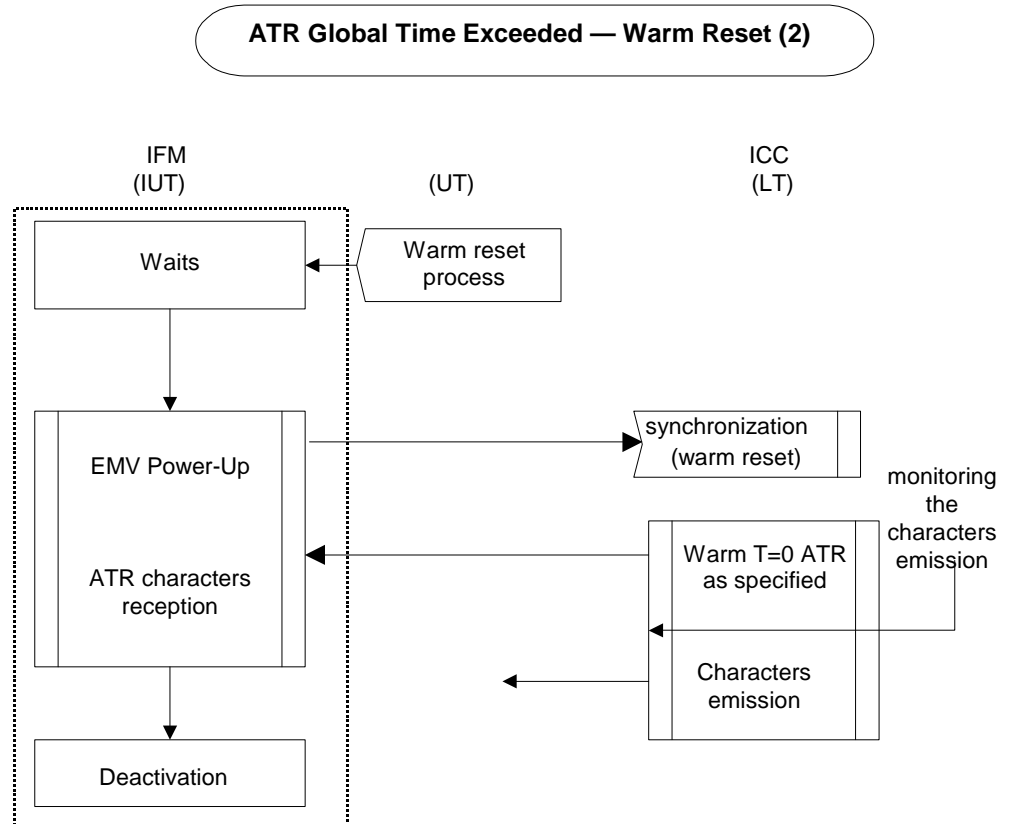 ATR Global Time Exceeded — Warm Reset (2)
IFM
(IUT)
(UT)
ICC
(LT)
Waits
Warm reset
process
EMV Power-Up
synchronization
(warm reset)
monitoring
the
characters
emission
ATR characters
reception
Warm T=0 ATR
as specified
Characters
emission
Deactivation